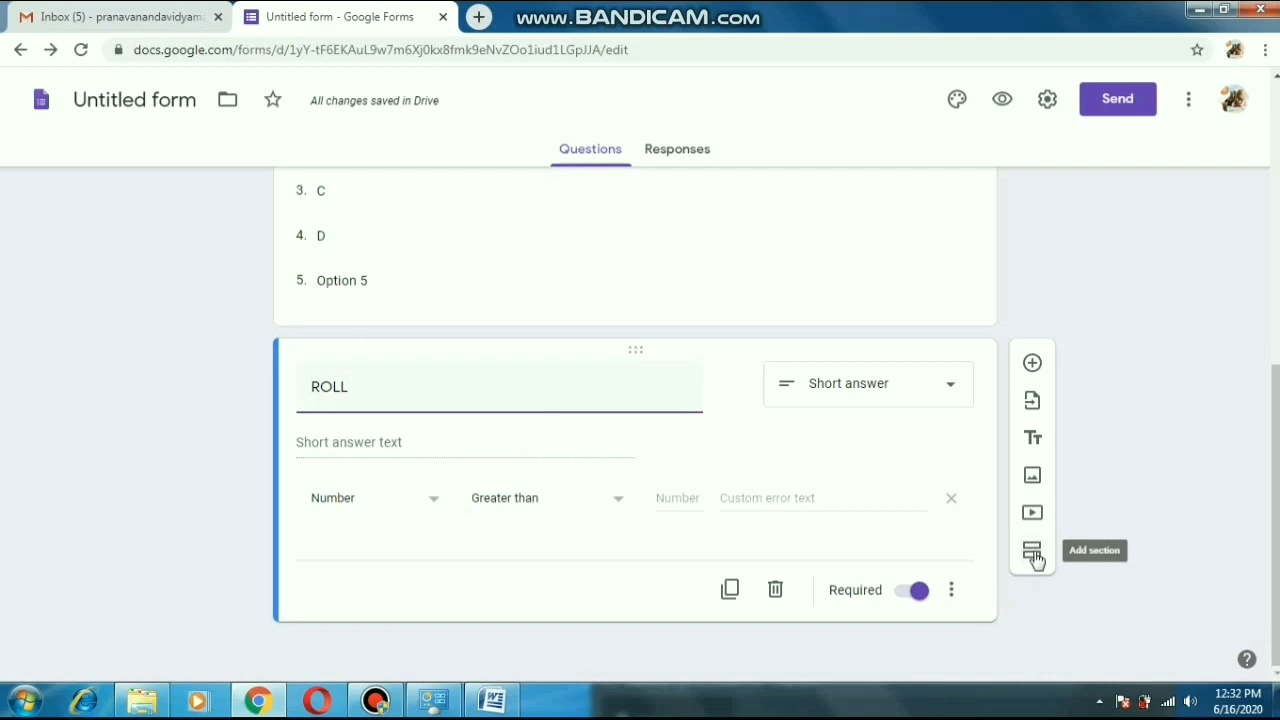 Inbox (5) - pranavanandavidyama
Untitled form - Google Forms
www.BANDICAM.com
docs.google.com/forms/d/1yY-tF6EKAuL9w7m6Xj0kx8fmk9eNvZOo1iud1LGpJJA/edit
Untitled form
All changes saved in Drive
Send
Questions
Responses
3. C
4. D
5. Option 5
ROLL
Short answer
Short answer text
Number
Greater than
Number
Custom error text
Add section
Required
12:32 PM
6/16/2020